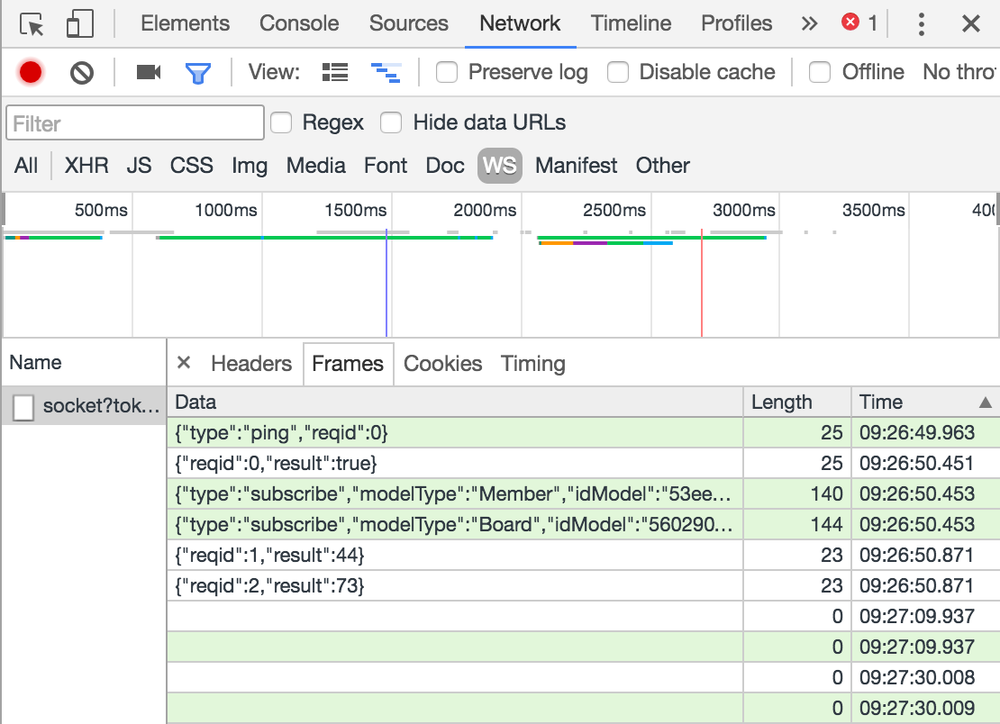 Elements Console Sources Network Timeline Profiles » 1
View: Preserve log Disable cache Offline No thro
Filter Regex Hide data URLs
All XHR JS CSS Img Media Font Doc WS Manifest Other
500ms 1000ms 1500ms 2000ms 2500ms 3000ms 3500ms 400
Name × Headers Frames Cookies Timing
socket?tok… Data Length Time ▲
{"type":"ping","reqid":0} 25 09:26:49.963
{"reqid":0,"result":true} 25 09:26:50.451
{"type":"subscribe","modelType":"Member","idModel":"53ee… 140 09:26:50.453
{"type":"subscribe","modelType":"Board","idModel":"560290… 144 09:26:50.453
{"reqid":1,"result":44} 23 09:26:50.871
{"reqid":2,"result":73} 23 09:26:50.871
0 09:27:09.937
0 09:27:09.937
0 09:27:30.008
0 09:27:30.009